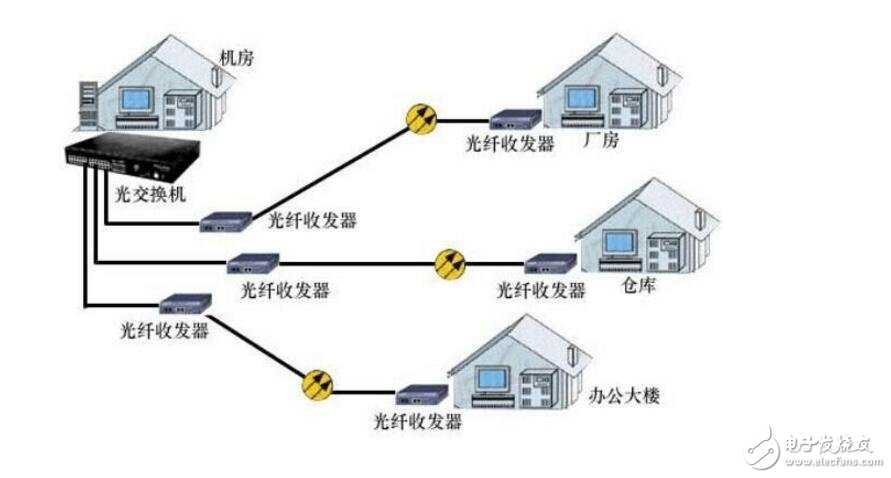 机房
光纤收发器
厂房
光交换机
光纤收发器
光纤收发器
光纤收发器
仓库
光纤收发器
光纤收发器
办公大楼
电子发烧友
www.elecfans.com